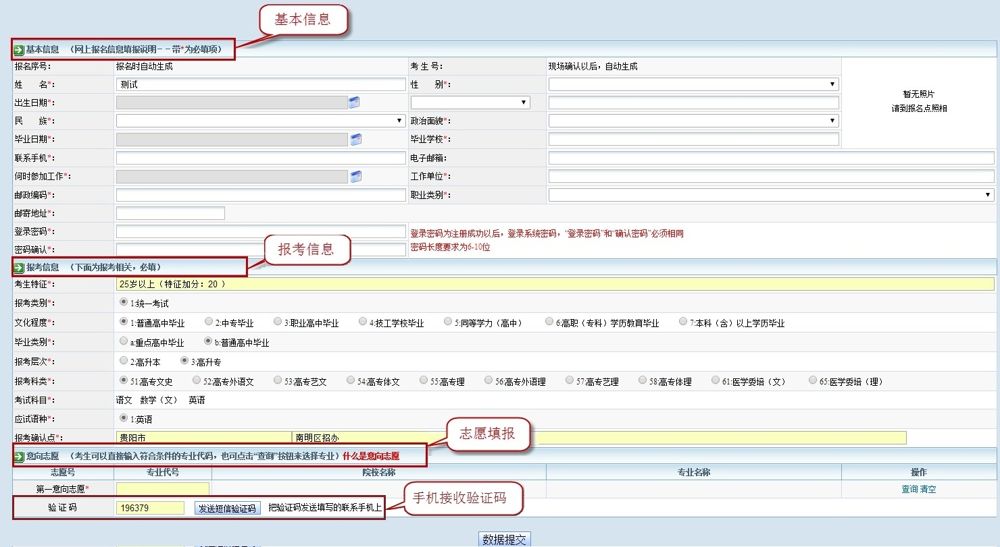 基本信息
基本信息 （网上报名信息填报说明－－带*为必填项）
报名序号： 报名时自动生成 考 生 号： 现场确认以后，自动生成
姓 名*： 测试 性 别*：
暂无照片
出生日期*：
请到报名点照相
民 族*： 政治面貌*：
毕业日期*： 毕业学校*：
联系手机*： 电子邮箱：
何时参加工作*： 工作单位*：
邮政编码*： 职业类别*：
邮寄地址*：
登录密码*： 登录密码为注册成功以后，登录系统密码，“登录密码”和“确认密码”必须相同
密码确认*： 密码长度要求为6-10位
报考信息
报考信息 （下面为报考相关，必填）
考生特征*： 25岁以上（特征加分：20 ）
报考类别*： 1:统一考试
文化程度*： 1:普通高中毕业 2:中专毕业 3:职业高中毕业 4:技工学校毕业 5:同等学力（高中） 6:高职（专科）学历教育毕业 7:本科（含）以上学历毕业
毕业类别*： a:重点高中毕业 b:普通高中毕业
报考层次*： 2:高升本 3:高升专
报考科类*： 51:高专文史 52:高专外语文 53:高专艺文 54:高专体文 55:高专理 56:高专外语理 57:高专艺理 58:高专体理 61:医学委培（文） 65:医学委培（理）
考试科目*： 语文 数学（文） 英语
应试语种*： 1:英语
报考确认点*： 贵阳市 南明区招办
志愿填报
意向志愿 （考生可以直接输入符合条件的专业代码，也可点击“查询”按钮来选择专业）什么是意向志愿
志愿号 专业代号 院校名称 专业名称 操作
第一意向志愿* 查询 清空
手机接收验证码
验 证 码 196379 发送短信验证码 把验证码发送填写的联系手机上
数据提交